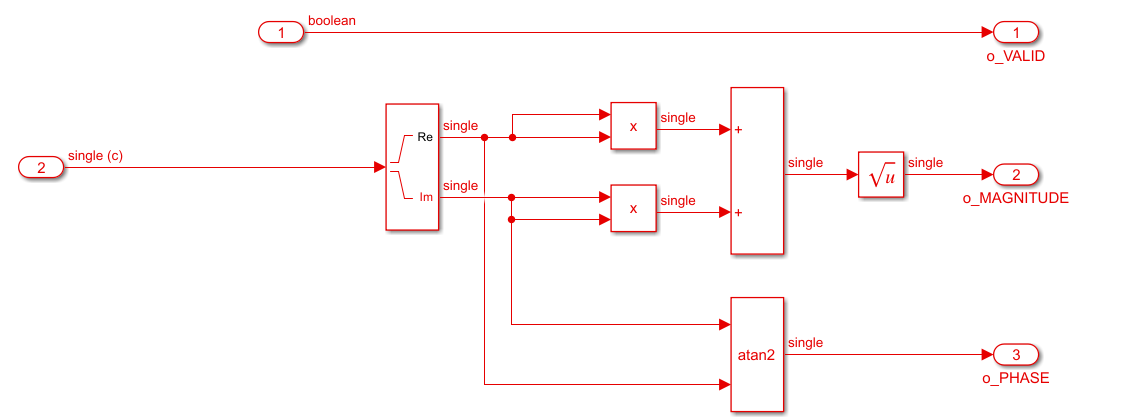 boolean
1
1
o_VALID
Re
single
x
single
+
single (c)
2
single
√u
single
2
o_MAGNITUDE
single
Im
x
single
+
atan2
single
3
o_PHASE